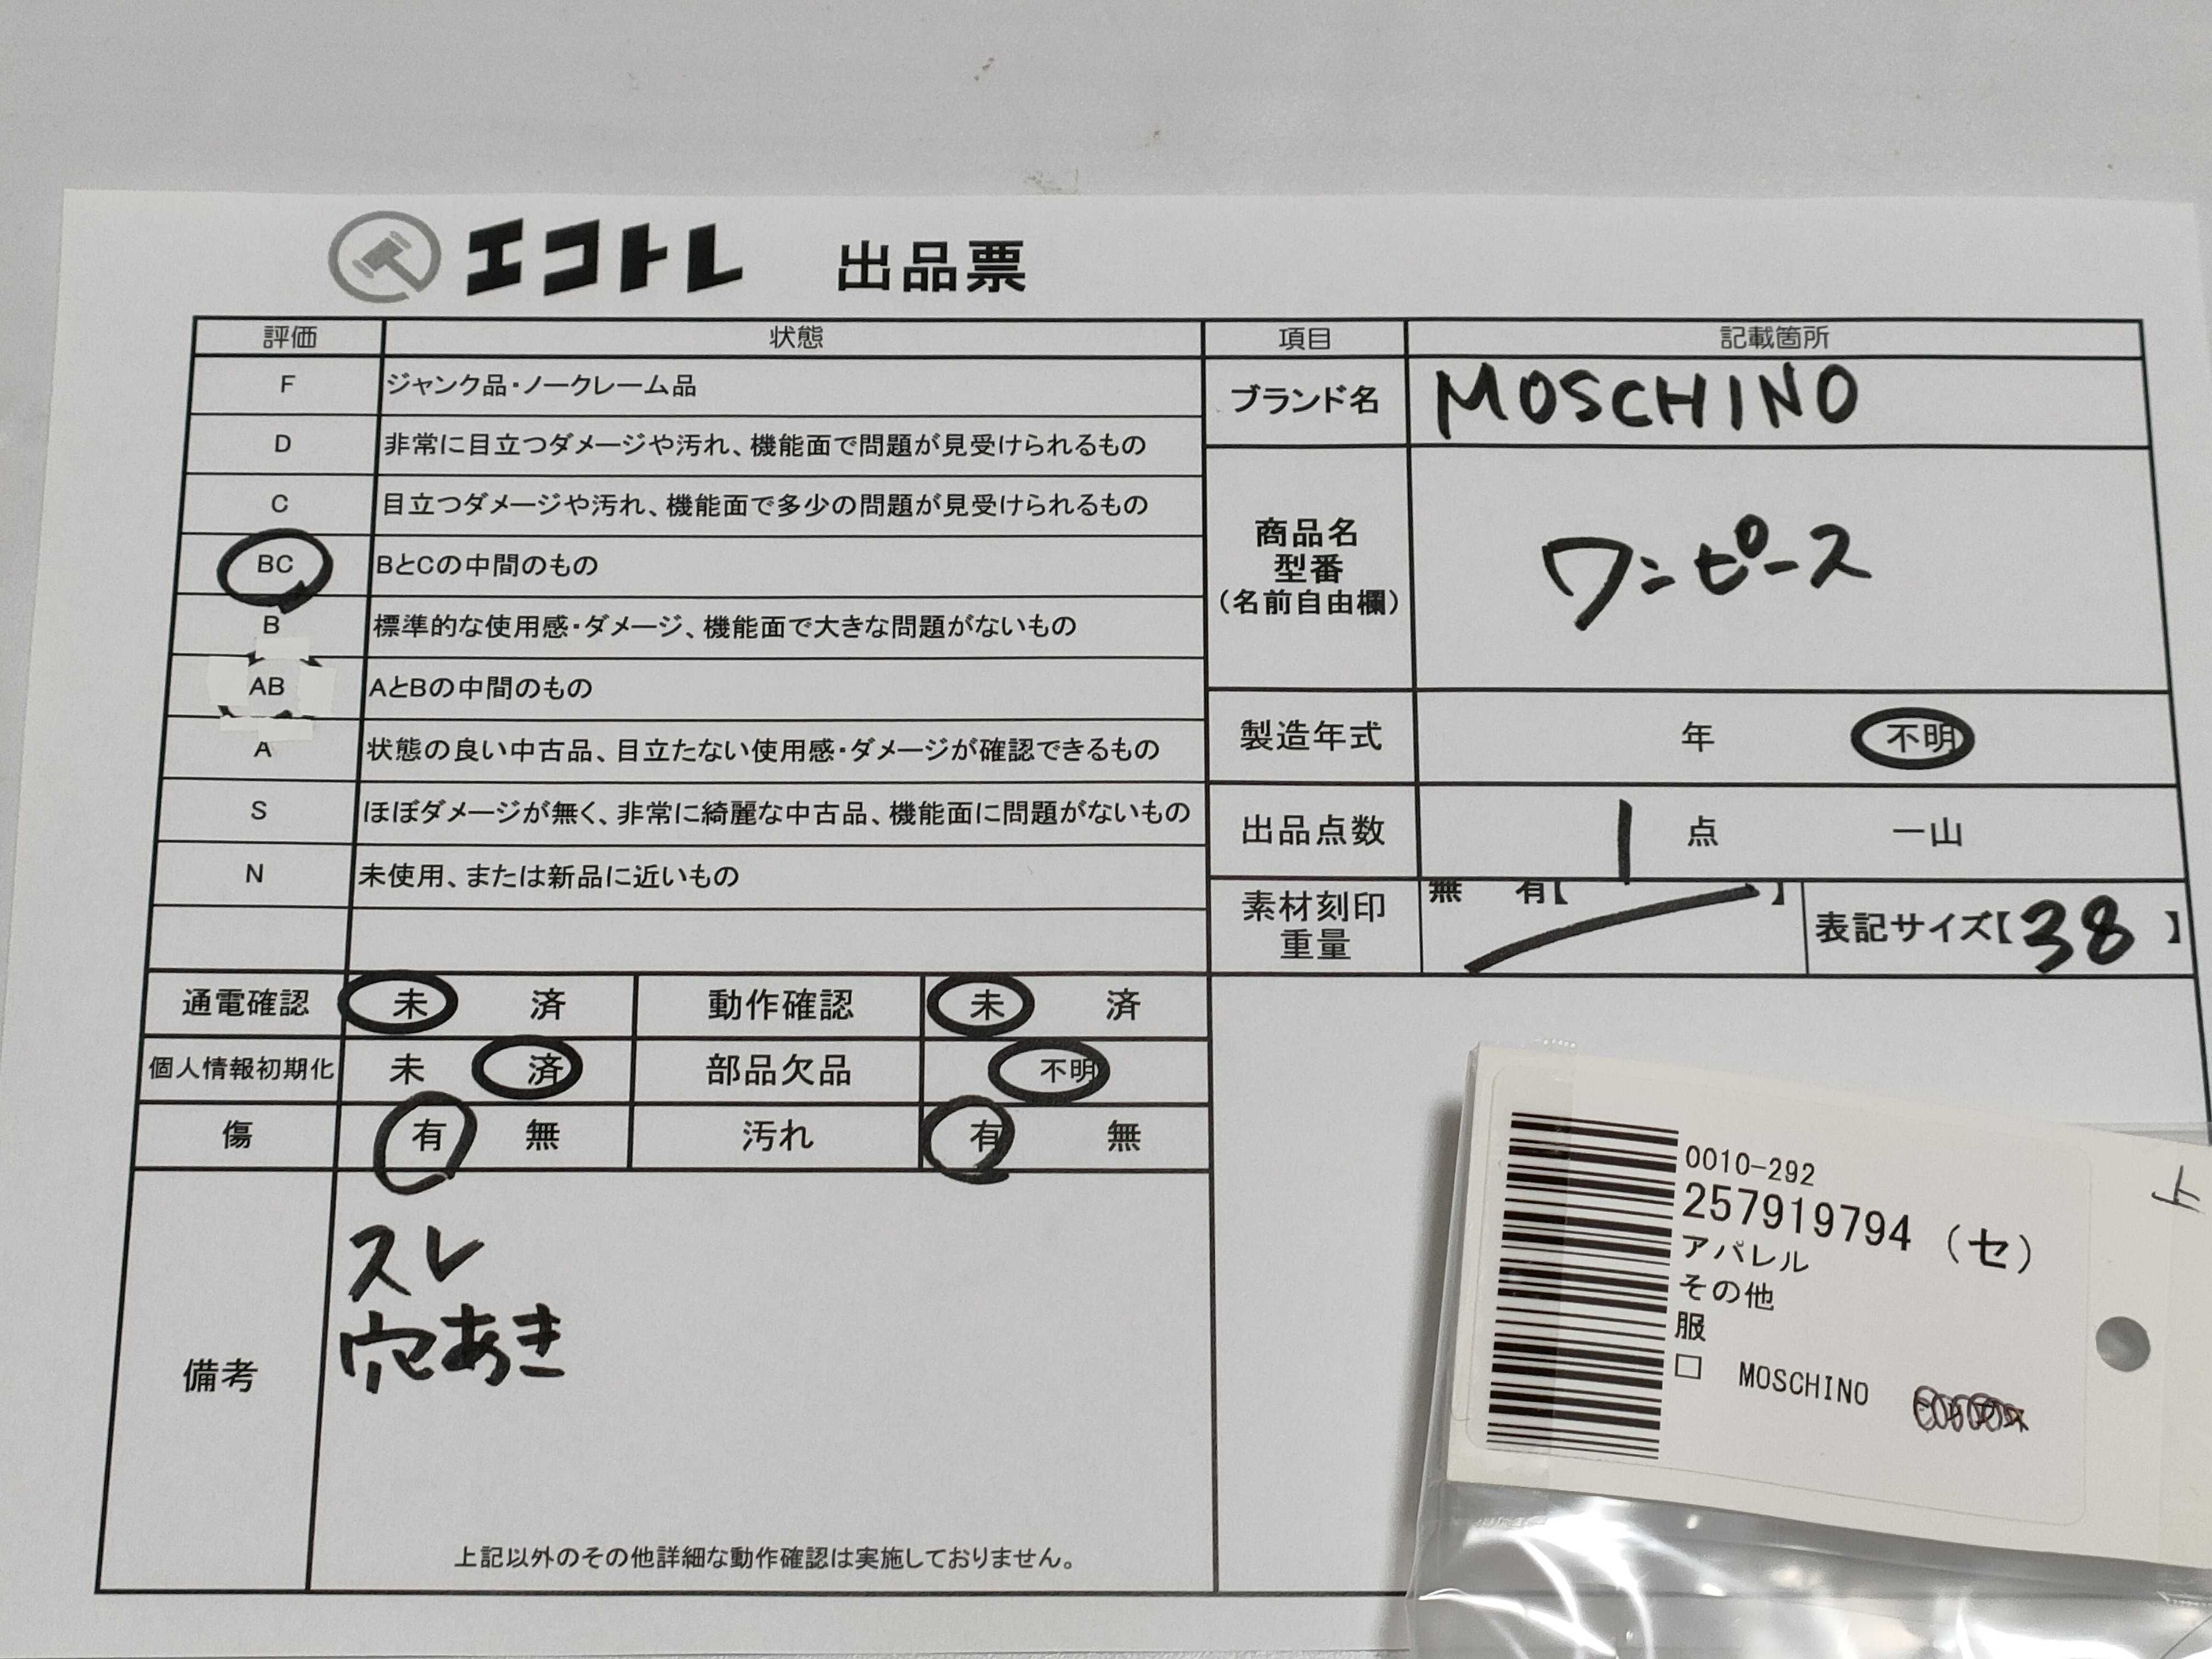 エコトレ 出品票
評価 状態 項目 記載箇所
F ジャンク品・ノークレーム品
D 非常に目立つダメージや汚れ、機能面で問題が見受けられるもの
C 目立つダメージや汚れ、機能面で多少の問題が見受けられるもの
BC BとCの中間のもの
B 標準的な使用感・ダメージ、機能面で大きな問題がないもの
AB AとBの中間のもの
A 状態の良い中古品、目立たない使用感・ダメージが確認できるもの
S ほぼダメージが無く、非常に綺麗な中古品、機能面に問題がないもの
N 未使用、または新品に近いもの
ブランド名 MOSCHINO
商品名
型番
（名前自由欄）
ワンピース
製造年式 年 不明
出品点数 1 点 一山
素材刻印
重量
無 有【 】 表記サイズ【38】
通電確認 未 済 動作確認 未 済
個人情報初期化 未 済 部品欠品 不明
傷 有 無 汚れ 有 無
備考
スレ
穴あき
上記以外のその他詳細な動作確認は実施しておりません。
0010-292
257919794 (セ)
アパレル
その他
服
□ MOSCHINO